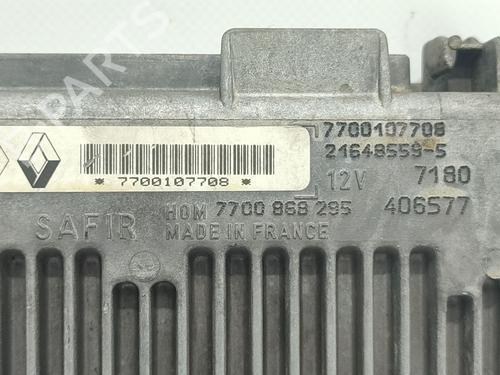 7700107708
21648559-5
* 7700107708 *
12V 7180
SAFIR
HOM 7700 868 295
406577
MADE IN FRANCE
PARTS